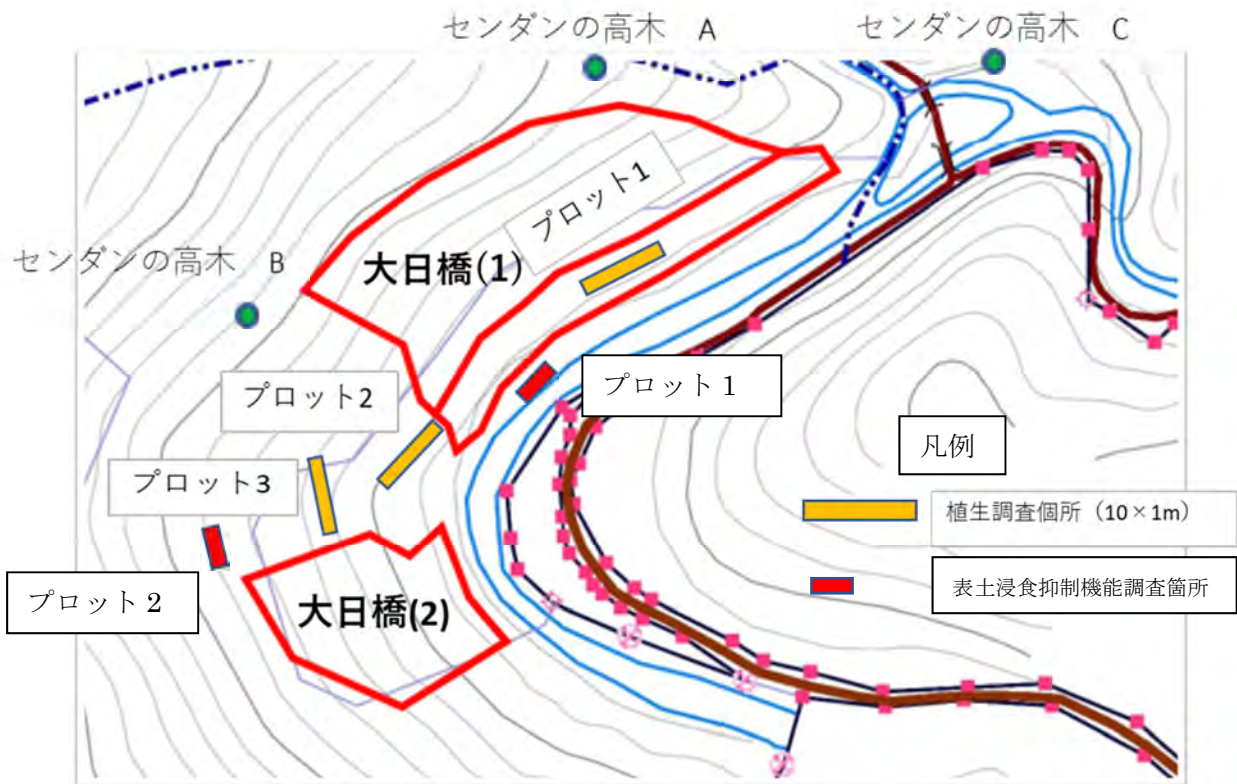 センダンの高木 A
センダンの高木 C
プロット1
センダンの高木 B
大日橋(1)
プロット2
プロット１
凡例
プロット3
植生調査個所（10×1m）
プロット２
大日橋(2)
表土浸食抑制機能調査箇所